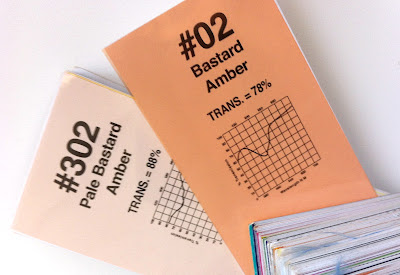 #02
Bastard
Amber
TRANS. = 78%
#302
Pale Bastard
Amber
TRANS. = 88%